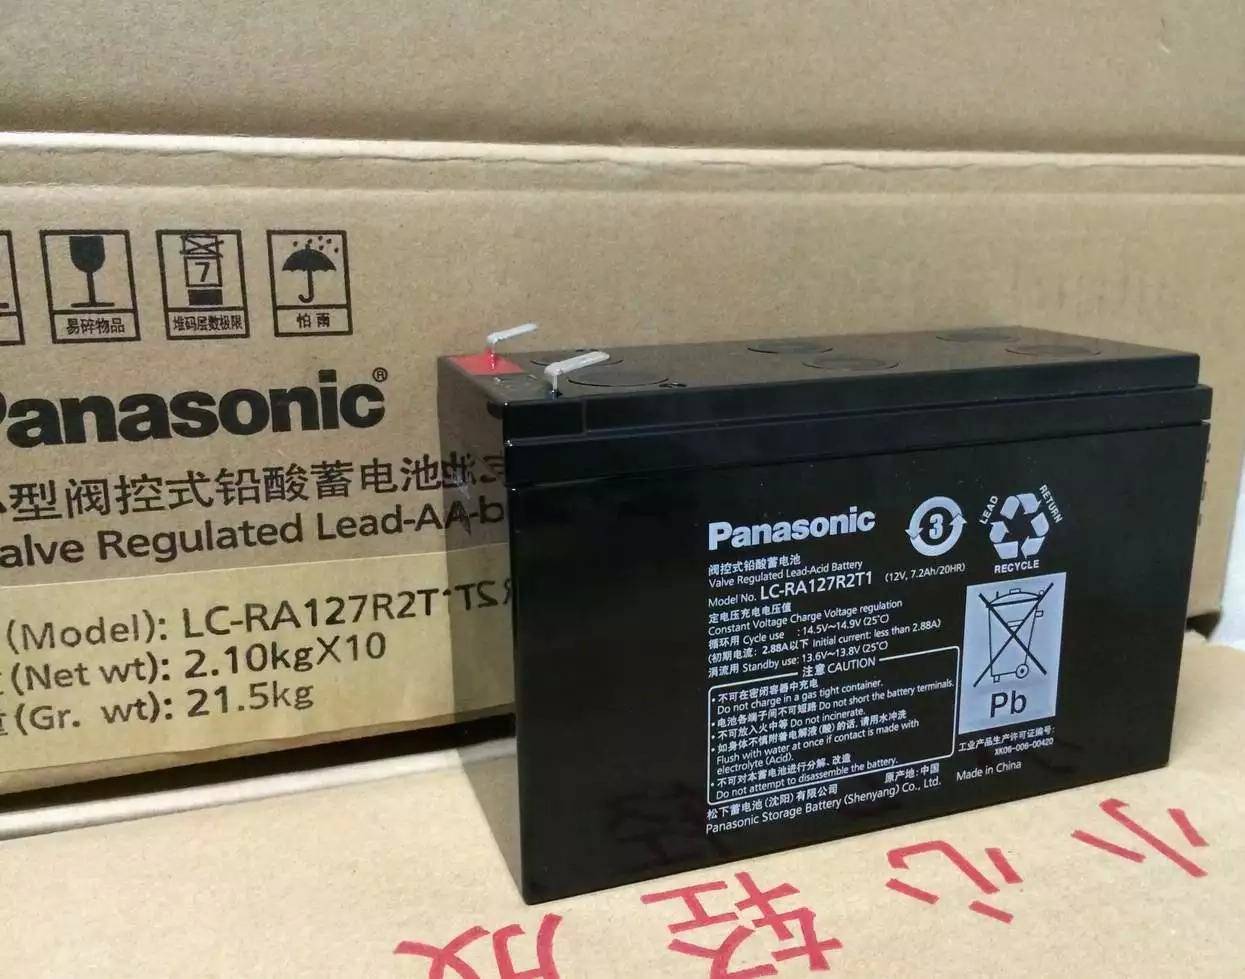 易碎物品
7
堆码层数极限
怕雨
Panasonic®
小型阀控式铅酸蓄电池
Valve Regulated Lead-A
(Model): LC-RA127R2T1
(Net wt): 2.10kgX10
(Gr. wt): 21.5kg
Panasonic
3
LEAD
RETURN
RECYCLE
阀控式铅酸蓄电池
Valve Regulated Lead-Acid Battery
Model No. LC-RA127R2T1 (12V, 7.2Ah/20HR)
定电压充电电压值
Constant Voltage Charge Voltage regulation
循环用 Cycle use : 14.5V~14.9V (25℃)
(初期电流: 2.88A以下 Initial current: less than 2.88A)
涓流用 Standby use: 13.6V~13.8V (25℃)
注意 CAUTION
• 不可在密闭容器中充电
Do not charge in a gas tight container.
• 电池各端子间不可短路 Do not short the battery terminals.
• 不可放入火中等 Do not incinerate.
• 如身体不慎附着电解液(酸)的话, 请用水冲洗
Flush with water at once if contact is made with
electrolyte (Acid).
• 不可对本蓄电池进行分解、改造
Do not attempt to disassemble the battery.
Pb
工业产品生产许可证编号:
XK06-006-00420
松下蓄电池(沈阳)有限公司 原产地: 中国
Panasonic Storage Battery (Shenyang) Co., Ltd. Made in China
小心轻放